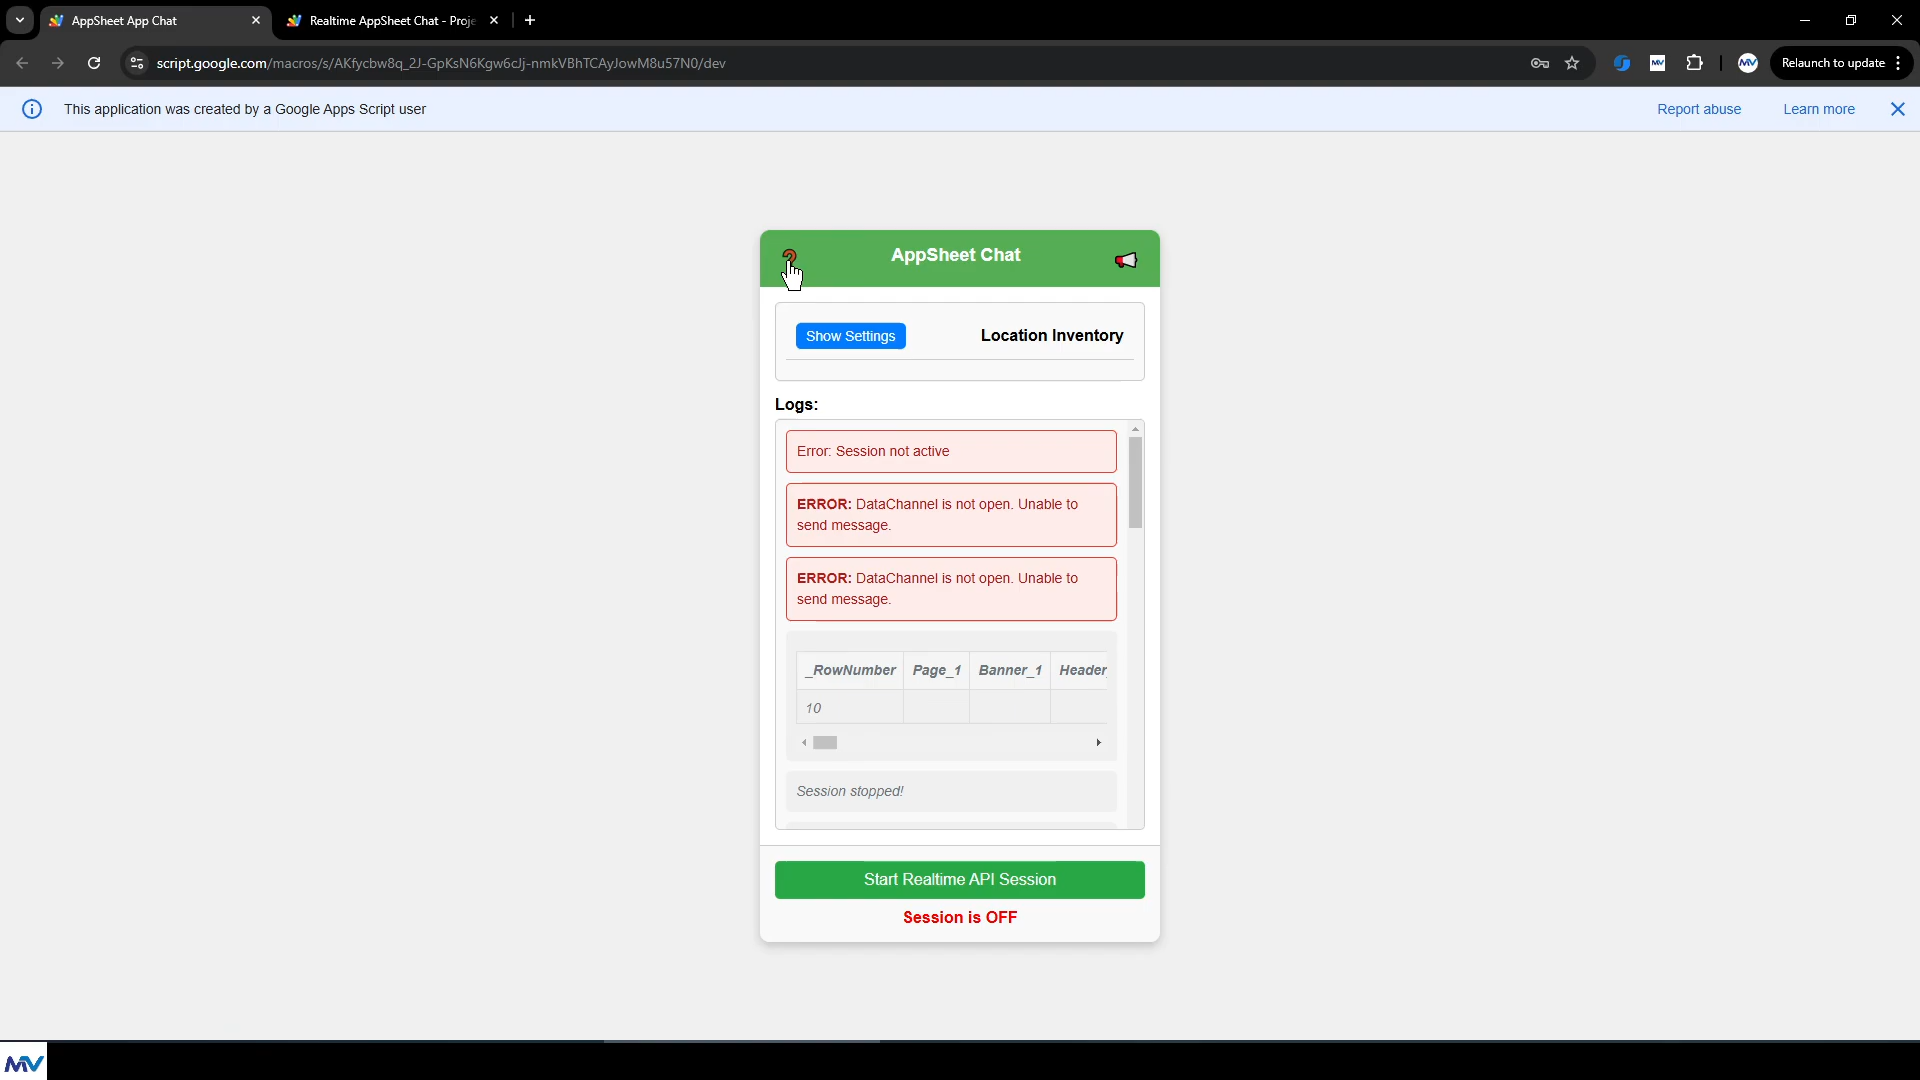 AppSheet App Chat
Realtime AppSheet Chat - Proje
script.google.com/macros/s/AKfycbw8q_2J-GpKsN6Kgw6cJj-nmkVBhTCAyJowM8u57N0/dev
Relaunch to update
This application was created by a Google Apps Script user
Report abuse
Learn more
AppSheet Chat
Show Settings
Location Inventory
Logs:
Error: Session not active
ERROR: DataChannel is not open. Unable to
send message.
ERROR: DataChannel is not open. Unable to
send message.
_RowNumber Page_1 Banner_1 Header_
10
Session stopped!
Start Realtime API Session
Session is OFF
MV